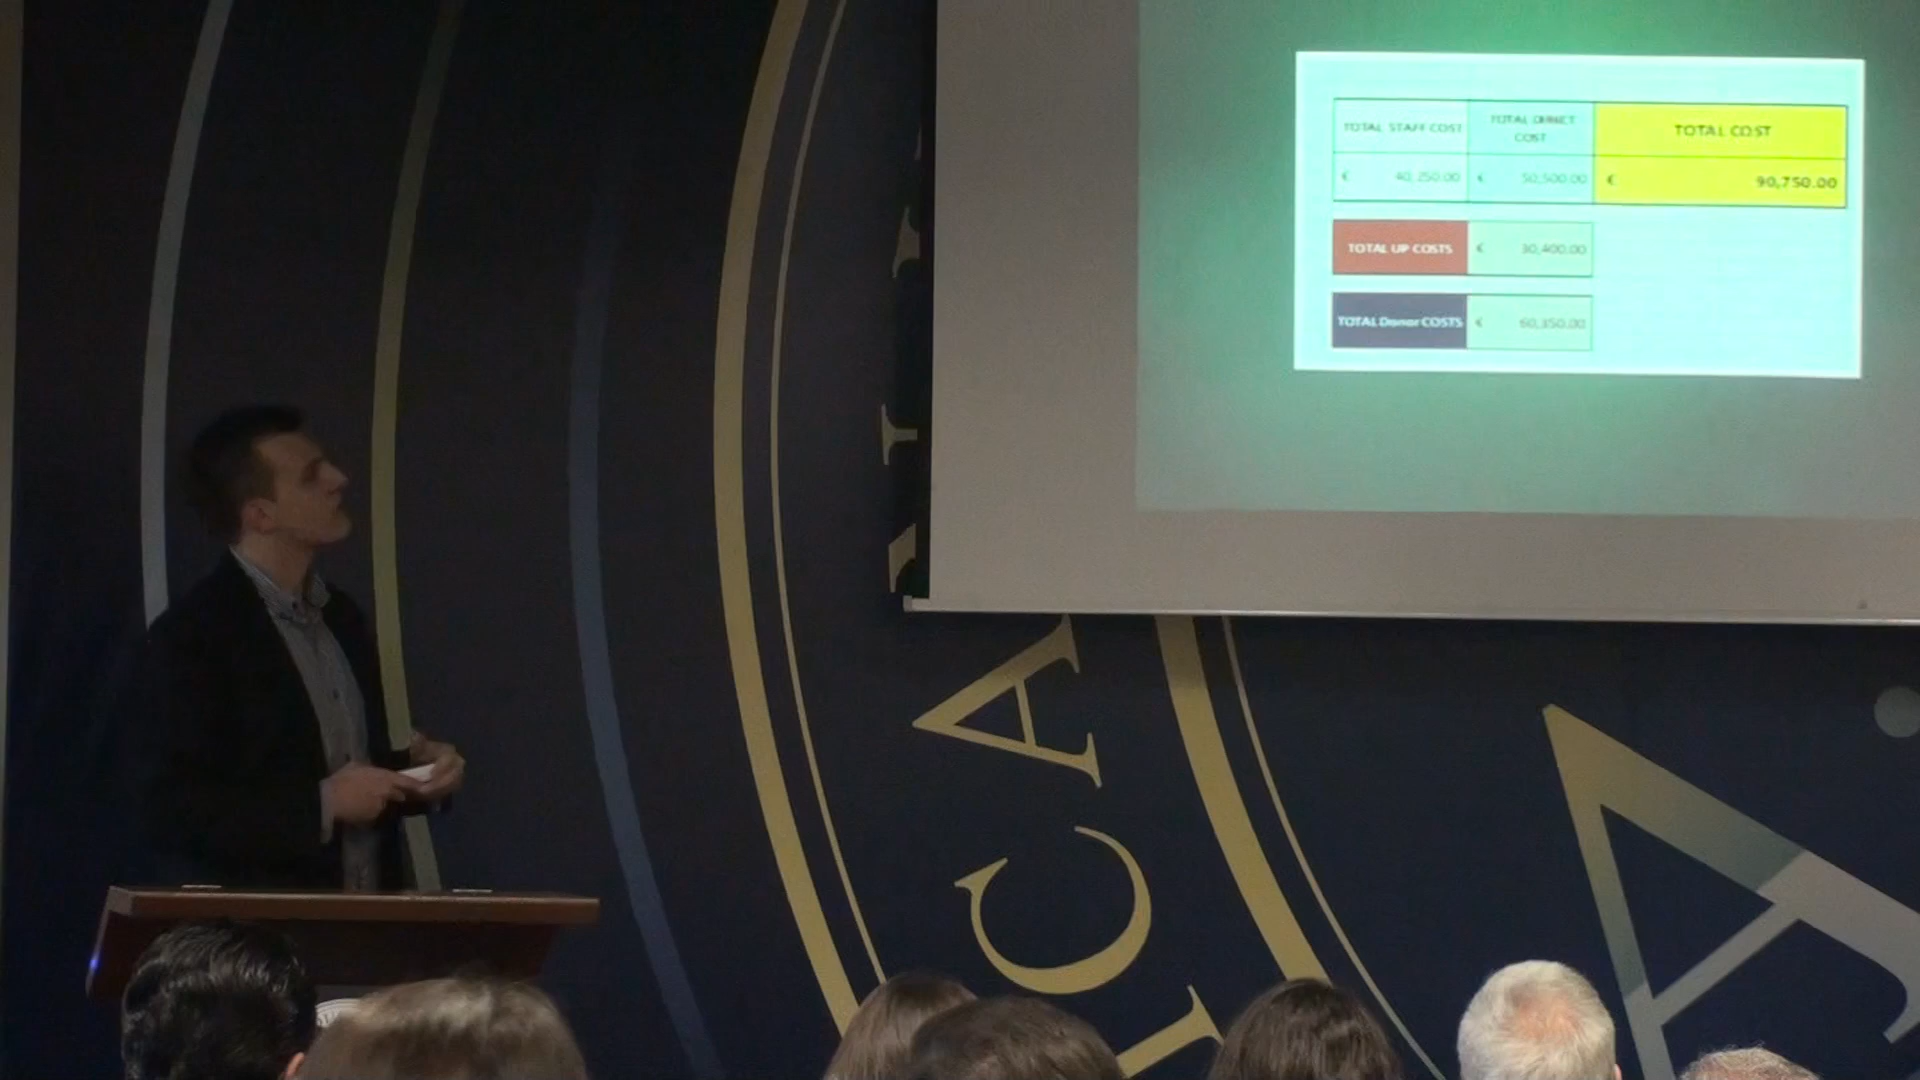 TOTAL STAFF COST
TOTAL DIRECT
COST
TOTAL COST
€ 40,250.00
€ 50,500.00
€ 90,750.00
TOTAL UP COSTS € 30,400.00
TOTAL Donor COSTS € 60,350.00
ICA
A